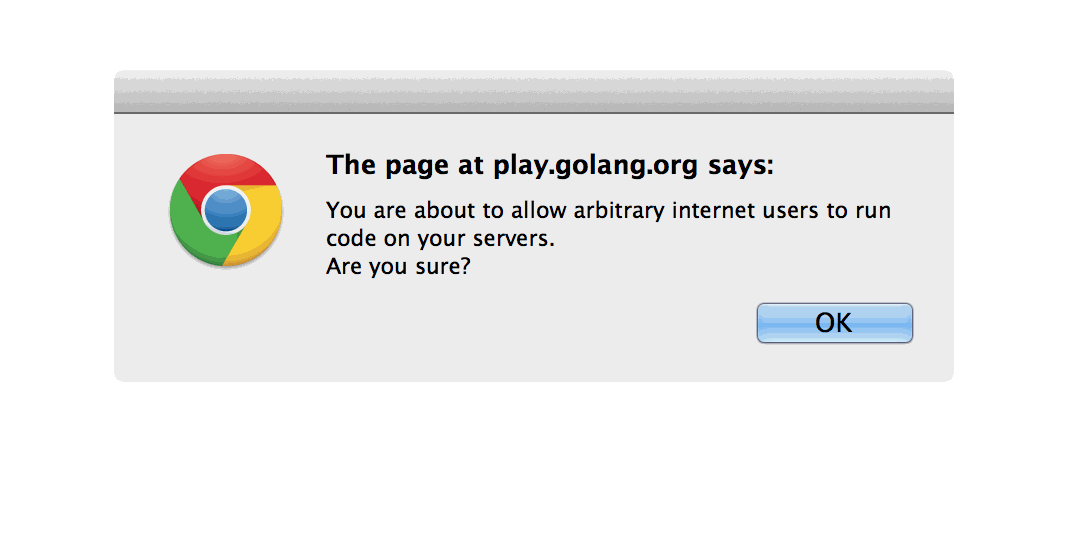 The page at play.golang.org says:
You are about to allow arbitrary internet users to run
code on your servers.
Are you sure?
OK